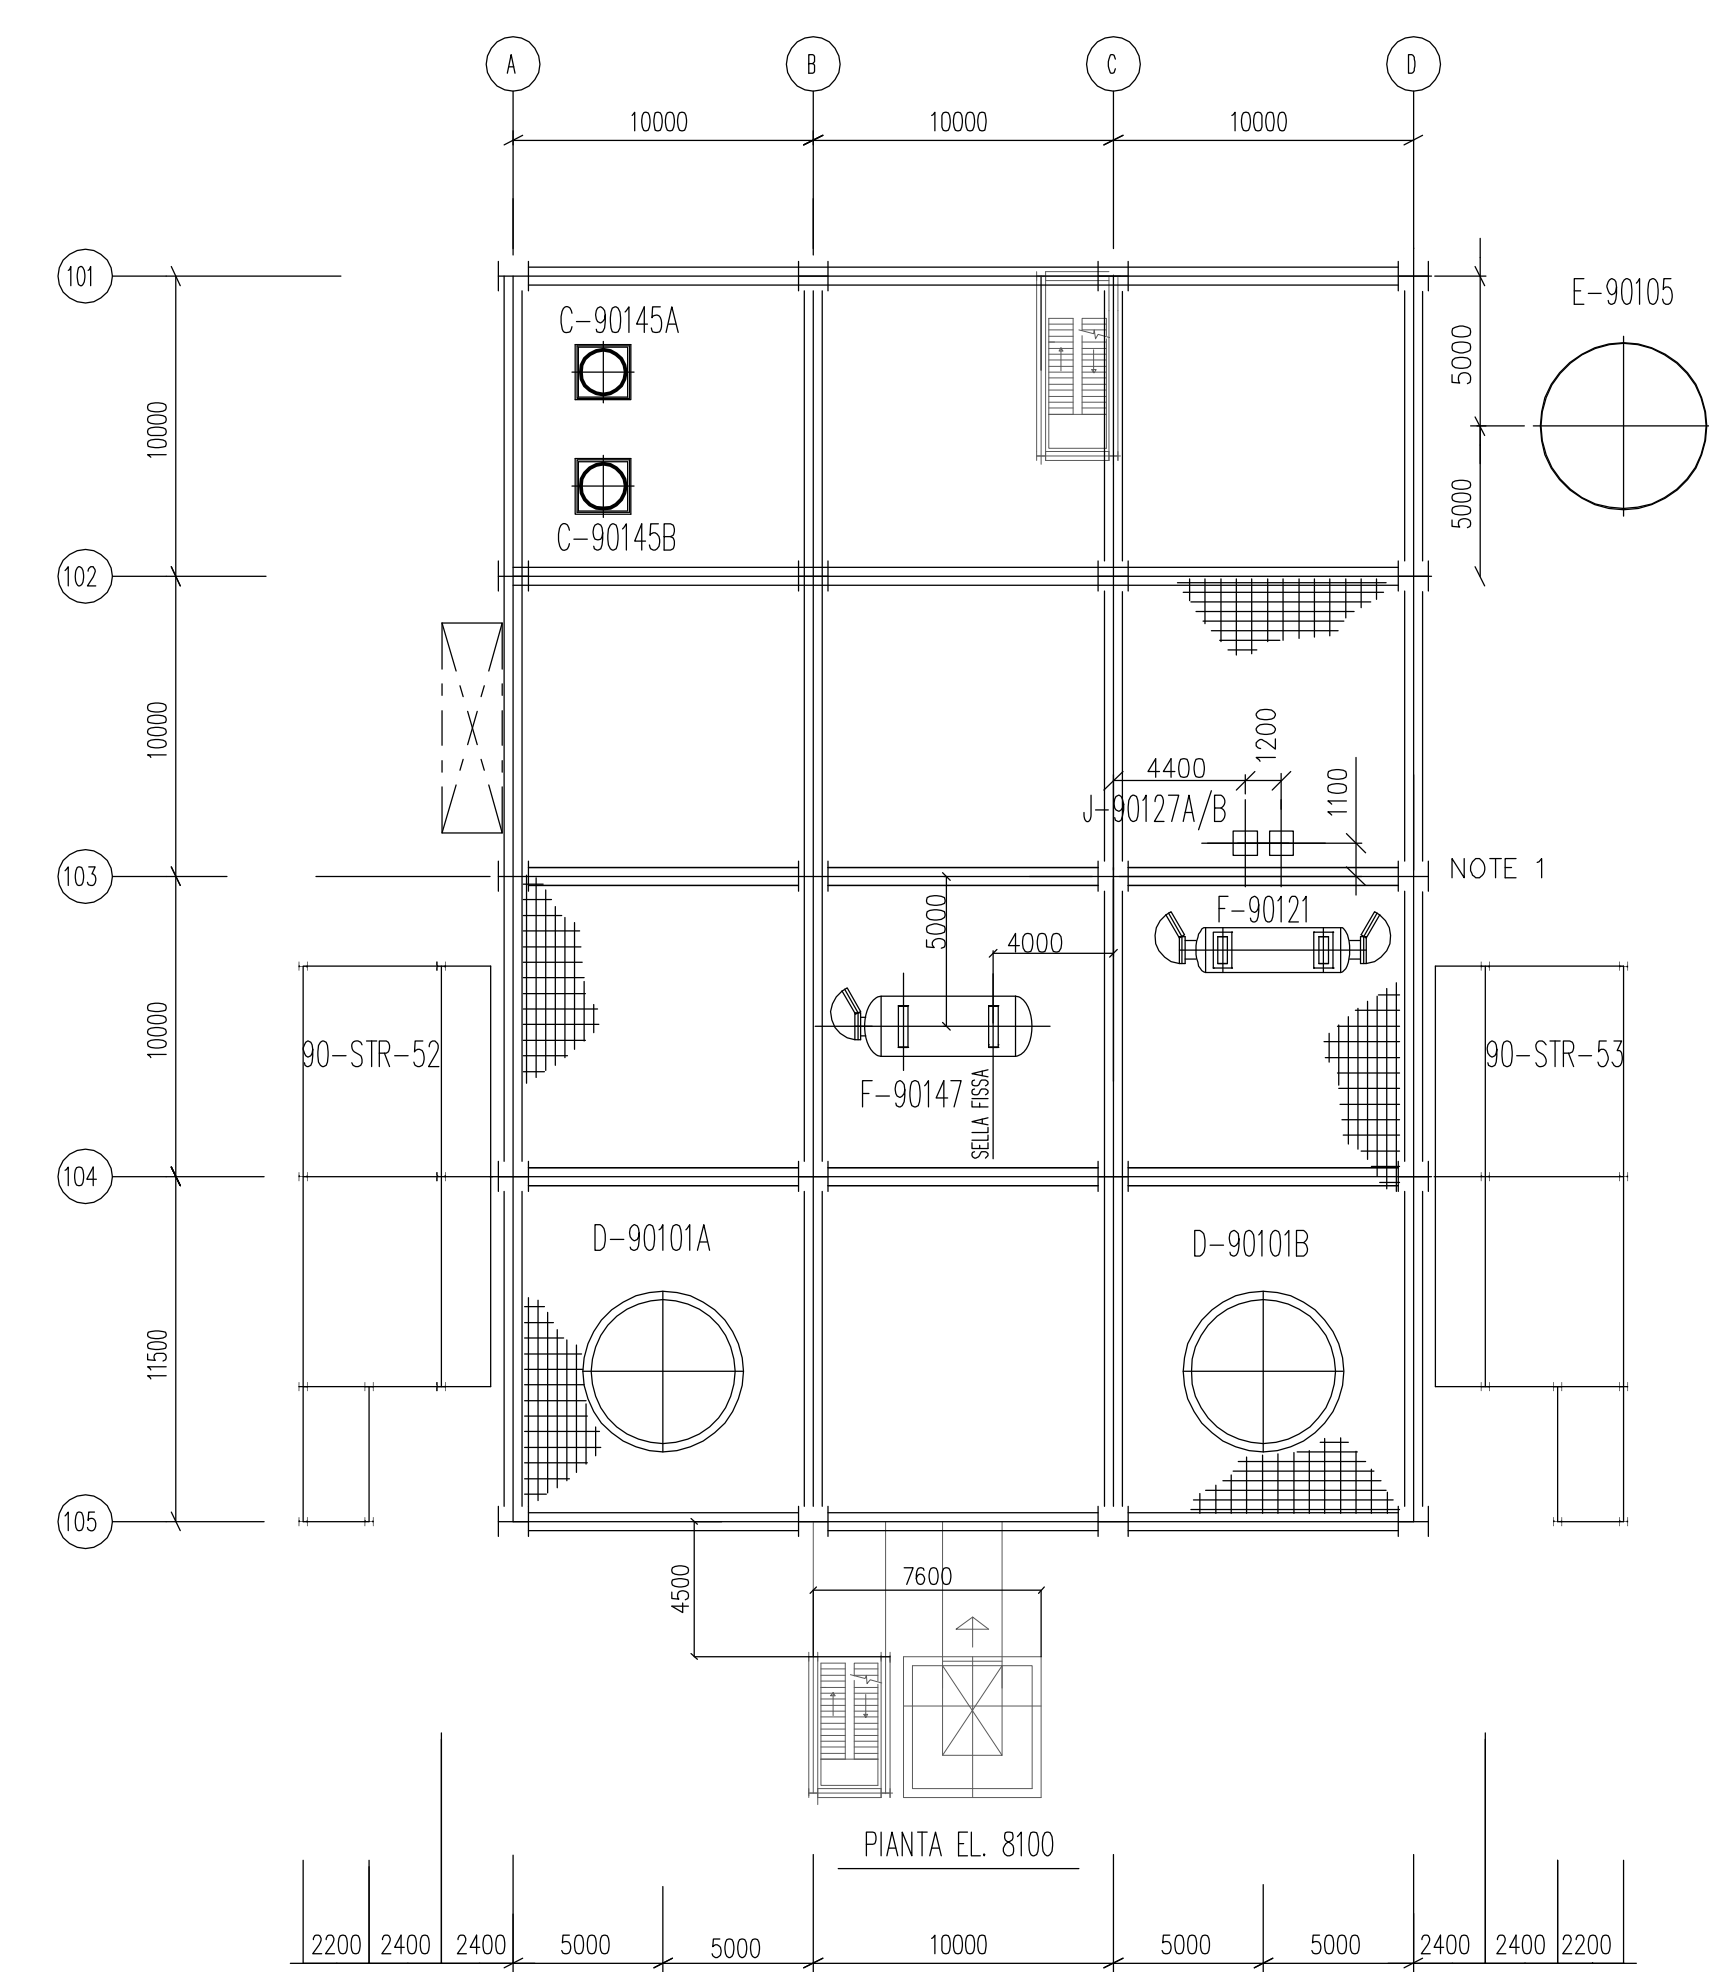 A B C D
10000 10000 10000
101
E-90105
C-90145A
5000
10000
5000
C-90145B
102
10000
1200
4400
1100
J-90127A/B
103
NOTE 1
F-90121
5000
4000
10000
90-STR-52
90-STR-53
F-90147
SELLA FISSA
104
D-90101A
D-90101B
11500
105
4500
7600
PIANTA EL. 8100
2200 2400 2400 5000 5000 10000 5000 5000 2400 2400 2200